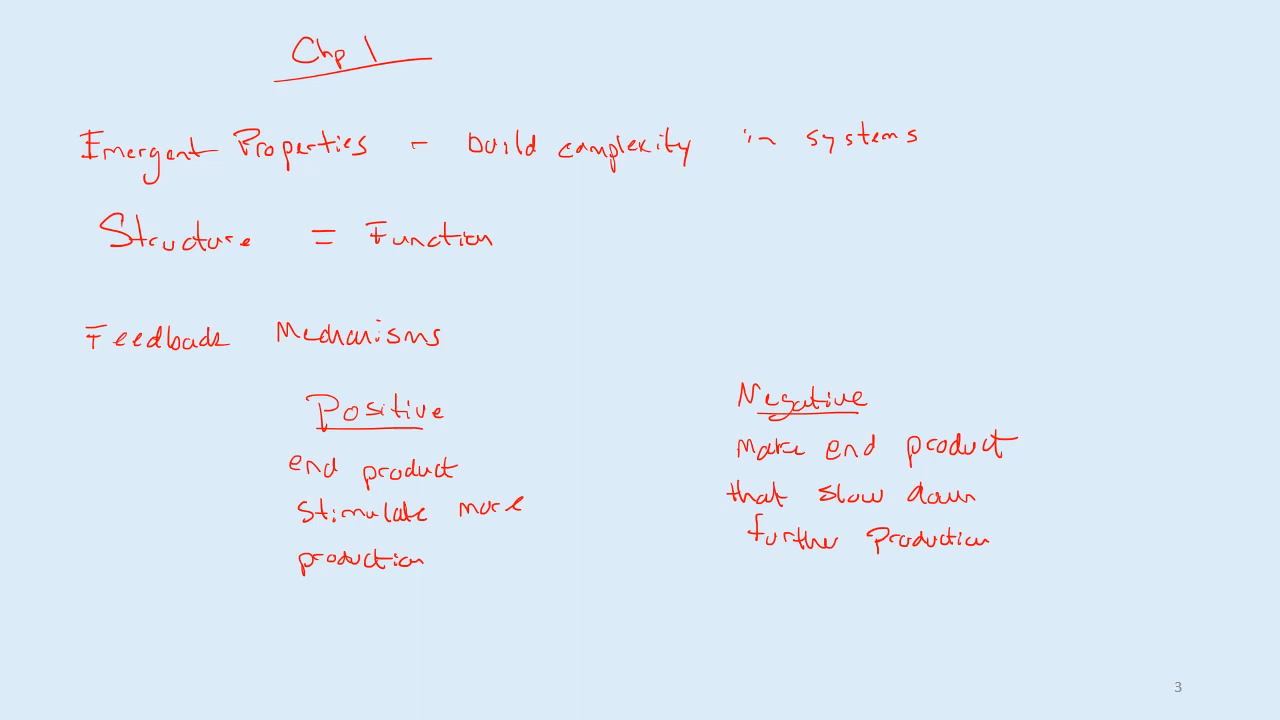 Chp 1
Emergent Properties - build complexity in systems
Structure = Function
Feedback Mechanisms
Positive
end product
stimulate more
production
Negative
make end product
that slow down
further Production
3